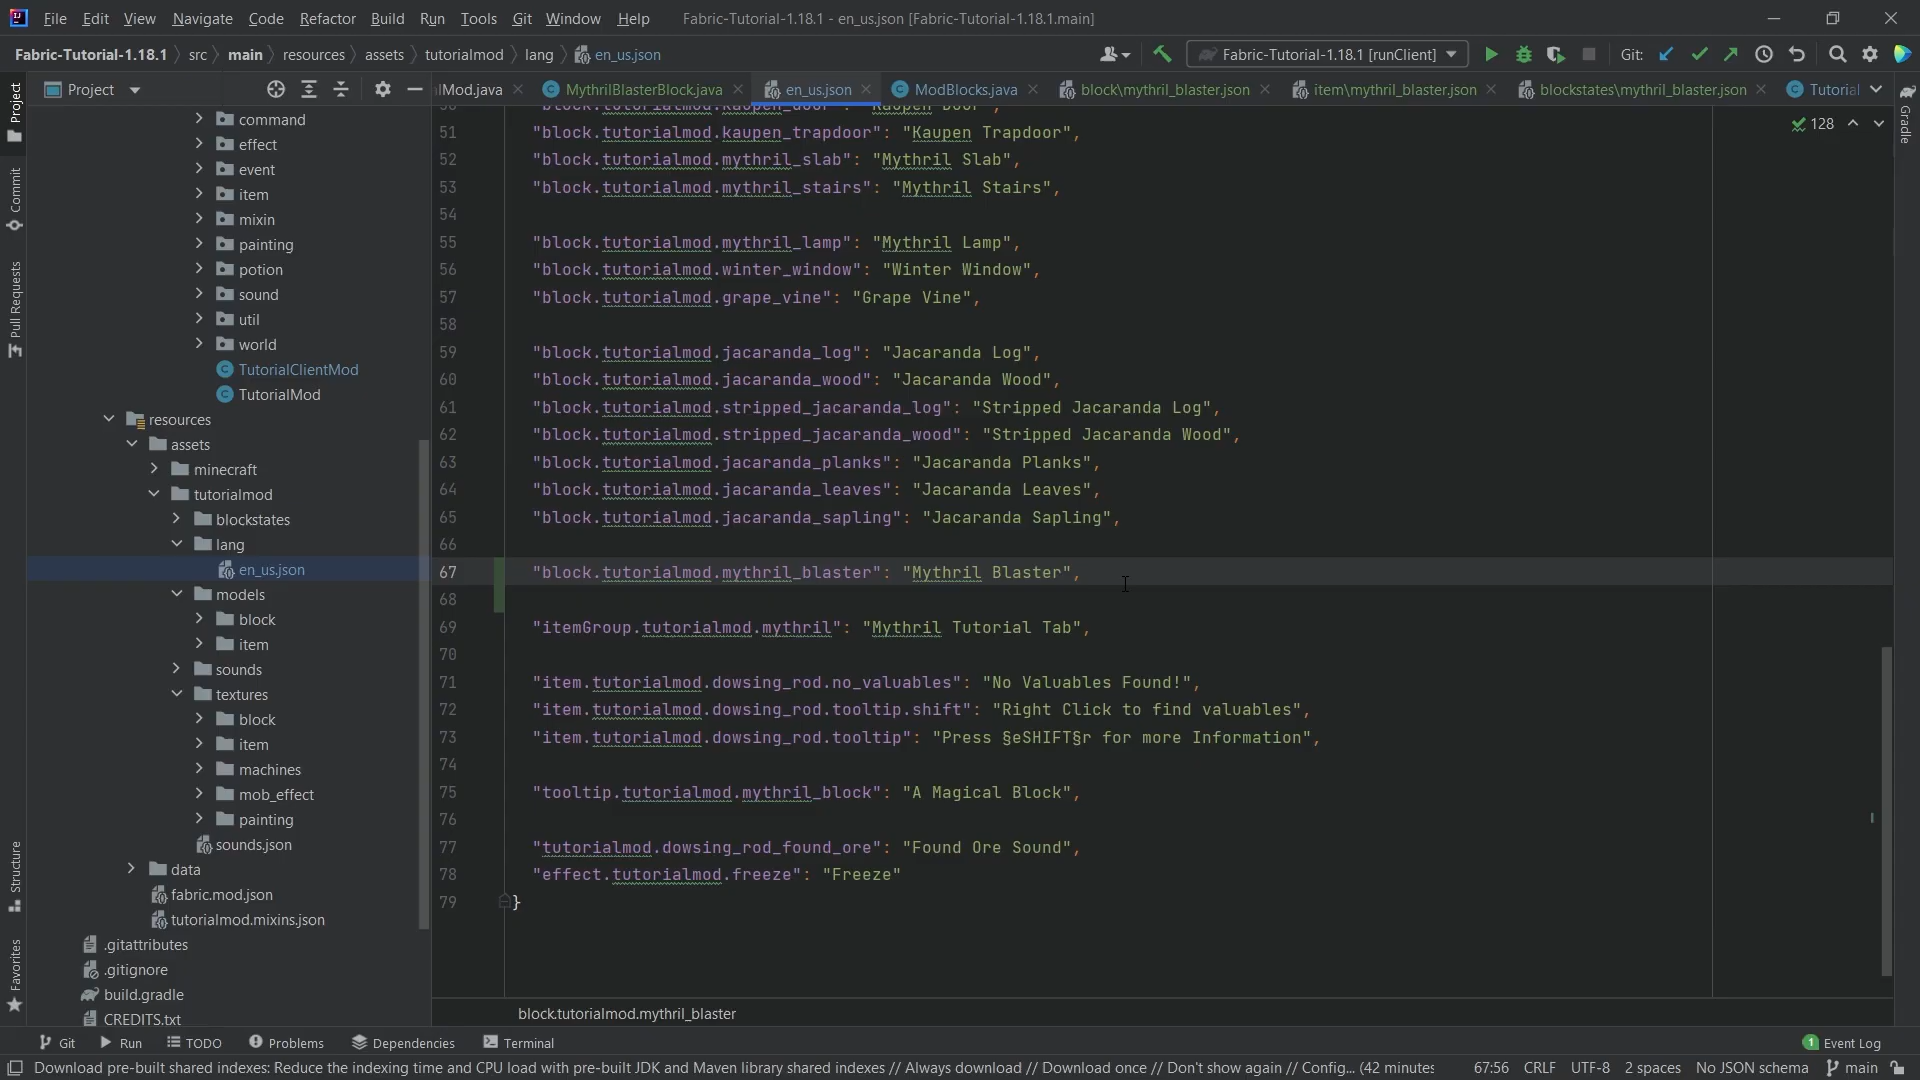 File Edit View Navigate Code Refactor Build Run Tools Git Window Help Fabric-Tutorial-1.18.1 - en_us.json [Fabric-Tutorial-1.18.1.main]
Fabric-Tutorial-1.18.1 src main resources assets tutorialmod lang en_us.json Fabric-Tutorial-1.18.1 [runClient] Git:
Project lMod.java MythrilBlasterBlock.java en_us.json ModBlocks.java block\mythril_blaster.json item\mythril_blaster.json blockstates\mythril_blaster.json Tutorial
Project
Commit
Pull Requests
Structure
Favorites
Gradle
command
effect
event
item
mixin
painting
potion
sound
util
world
TutorialClientMod
TutorialMod
resources
assets
minecraft
tutorialmod
blockstates
lang
en_us.json
models
block
item
sounds
textures
block
item
machines
mob_effect
painting
sounds.json
data
fabric.mod.json
tutorialmod.mixins.json
.gitattributes
.gitignore
build.gradle
CREDITS.txt
128
50 "block.tutorialmod.kaupen_door": "Kaupen Door",
51 "block.tutorialmod.kaupen_trapdoor": "Kaupen Trapdoor",
52 "block.tutorialmod.mythril_slab": "Mythril Slab",
53 "block.tutorialmod.mythril_stairs": "Mythril Stairs",
54
55 "block.tutorialmod.mythril_lamp": "Mythril Lamp",
56 "block.tutorialmod.winter_window": "Winter Window",
57 "block.tutorialmod.grape_vine": "Grape Vine",
58
59 "block.tutorialmod.jacaranda_log": "Jacaranda Log",
60 "block.tutorialmod.jacaranda_wood": "Jacaranda Wood",
61 "block.tutorialmod.stripped_jacaranda_log": "Stripped Jacaranda Log",
62 "block.tutorialmod.stripped_jacaranda_wood": "Stripped Jacaranda Wood",
63 "block.tutorialmod.jacaranda_planks": "Jacaranda Planks",
64 "block.tutorialmod.jacaranda_leaves": "Jacaranda Leaves",
65 "block.tutorialmod.jacaranda_sapling": "Jacaranda Sapling",
66
67 "block.tutorialmod.mythril_blaster": "Mythril Blaster",
68
69 "itemGroup.tutorialmod.mythril": "Mythril Tutorial Tab",
70
71 "item.tutorialmod.dowsing_rod.no_valuables": "No Valuables Found!",
72 "item.tutorialmod.dowsing_rod.tooltip.shift": "Right Click to find valuables",
73 "item.tutorialmod.dowsing_rod.tooltip": "Press §eSHIFT§r for more Information",
74
75 "tooltip.tutorialmod.mythril_block": "A Magical Block",
76
77 "tutorialmod.dowsing_rod_found_ore": "Found Ore Sound",
78 "effect.tutorialmod.freeze": "Freeze"
79 }
block.tutorialmod.mythril_blaster
Git Run TODO Problems Dependencies Terminal 1 Event Log
Download pre-built shared indexes: Reduce the indexing time and CPU load with pre-built JDK and Maven library shared indexes // Always download // Download once // Don't show again // Config... (42 minutes 67:56 CRLF UTF-8 2 spaces No JSON schema main